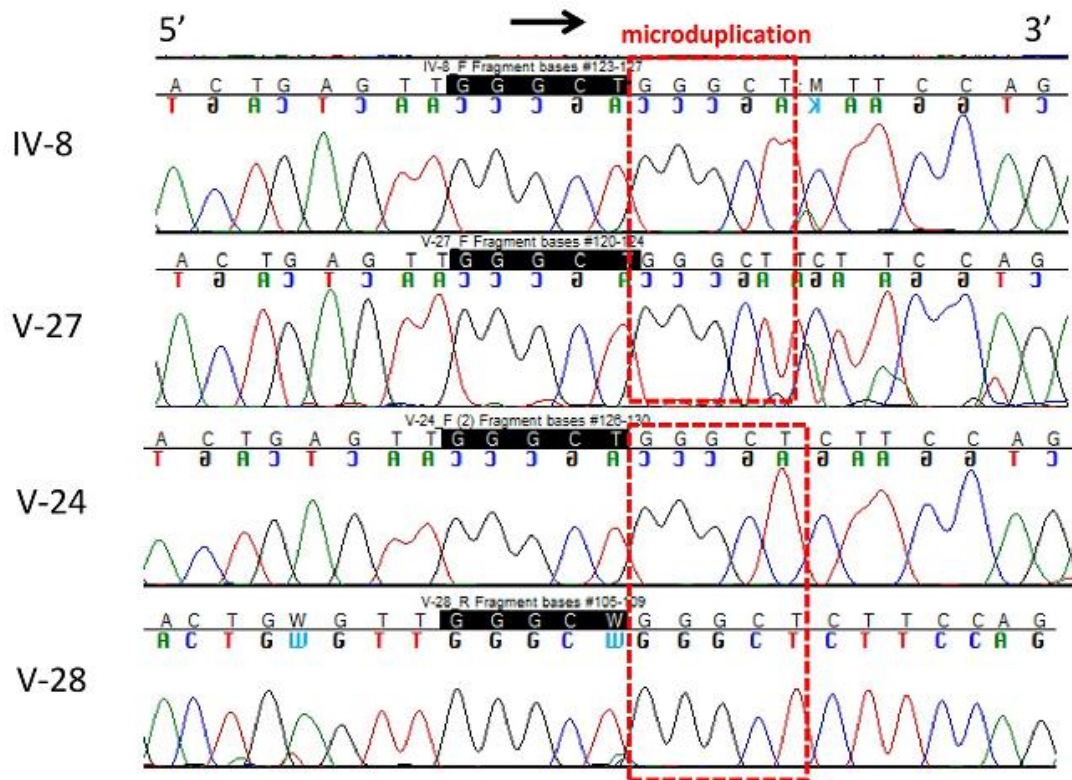 5’ 3’
microduplication
IV-8_F Fragment bases #123-127
A C T G A G T T G G G C T G G G C T M T T C C A G
T G A C T C A A C C C G A C C C G A K A A G G T C
IV-8
V-27_F Fragment bases #120-124
A C T G A G T T G G G C T G G G C T T C T T C C A G
T G A C T C A A C C C G A C C C G A A G A A G G T C
V-27
V-24_F (2) Fragment bases #126-130
A C T G A G T T G G G C T G G G C T C T T C C A G
T G A C T C A A C C C G A C C C G A G A A G G T C
V-24
V-28_R Fragment bases #105-109
A C T G W G T T G G G C W G G G C T C T T C C A G
A C T G W G T T G G G C W G G G C T C T T C C A G
V-28